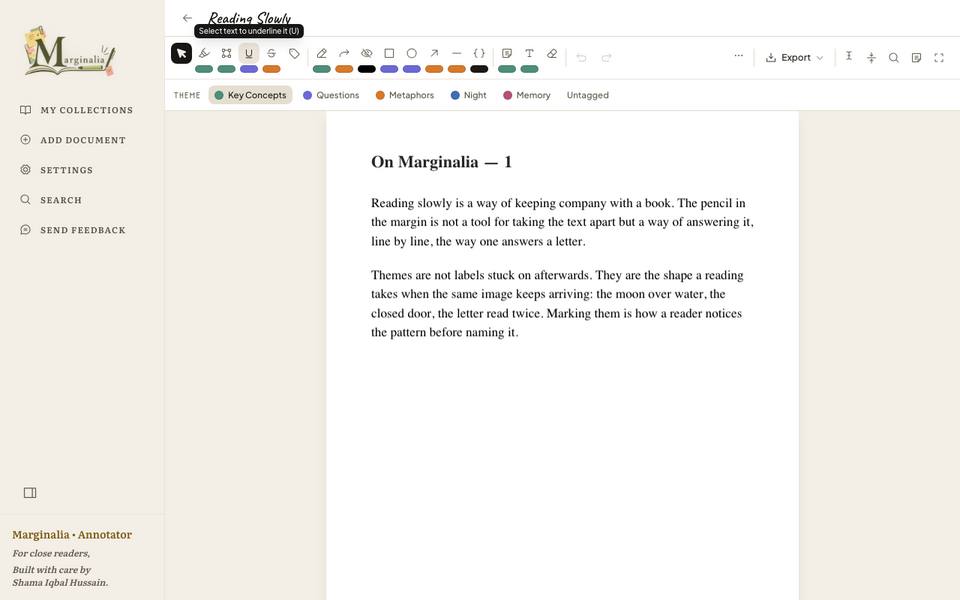 Marginalia
MY COLLECTIONS
ADD DOCUMENT
SETTINGS
SEARCH
SEND FEEDBACK
Marginalia • Annotator
For close readers,
Built with care by
Shama Iqbal Hussain.
Reading Slowly
Select text to underline it (U)
Export
THEME
Key Concepts
Questions
Metaphors
Night
Memory
Untagged
On Marginalia — 1
Reading slowly is a way of keeping company with a book. The pencil in
the margin is not a tool for taking the text apart but a way of answering it,
line by line, the way one answers a letter.
Themes are not labels stuck on afterwards. They are the shape a reading
takes when the same image keeps arriving: the moon over water, the
closed door, the letter read twice. Marking them is how a reader notices
the pattern before naming it.